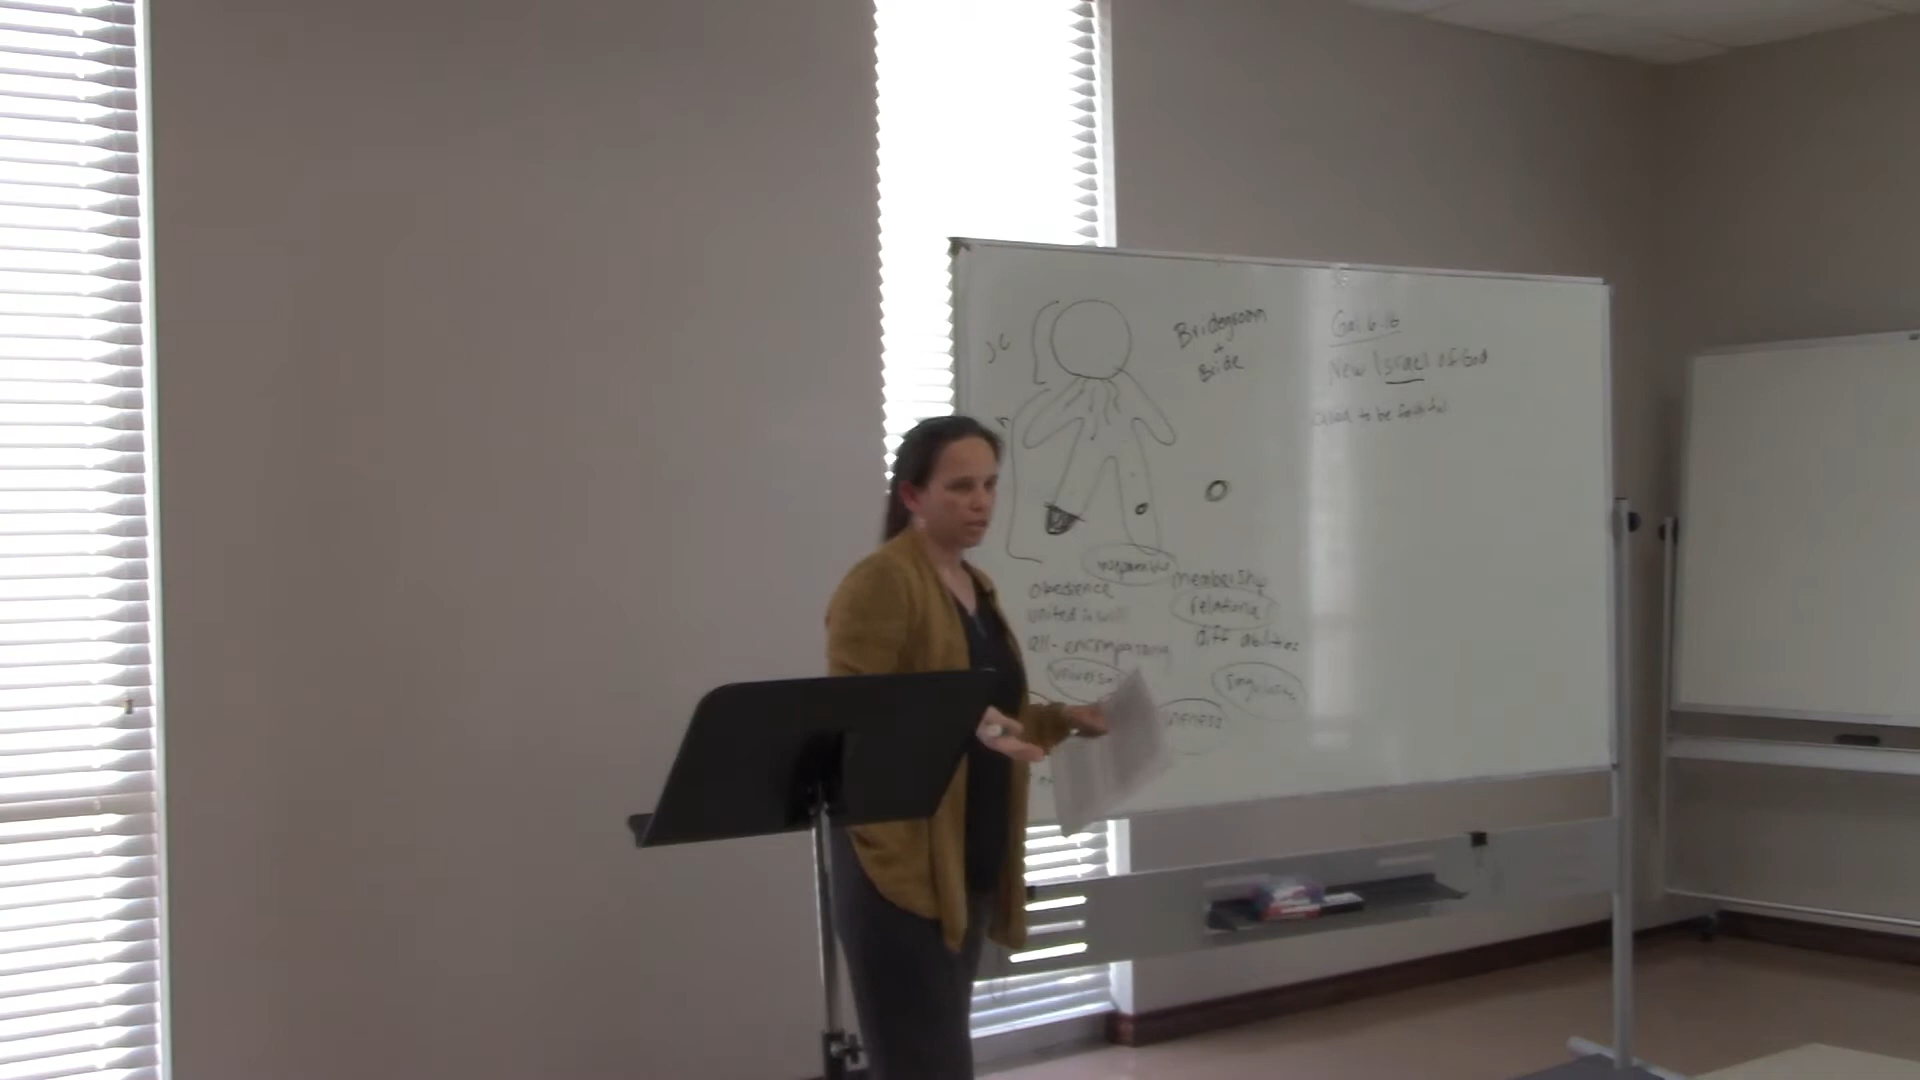 JC
Bridegroom
+
Bride
Gal 6.16
New Israel of God
called to be faithful
inseparable
obedience
united in will
all-encompassing
universal
membership
relational
diff abilities